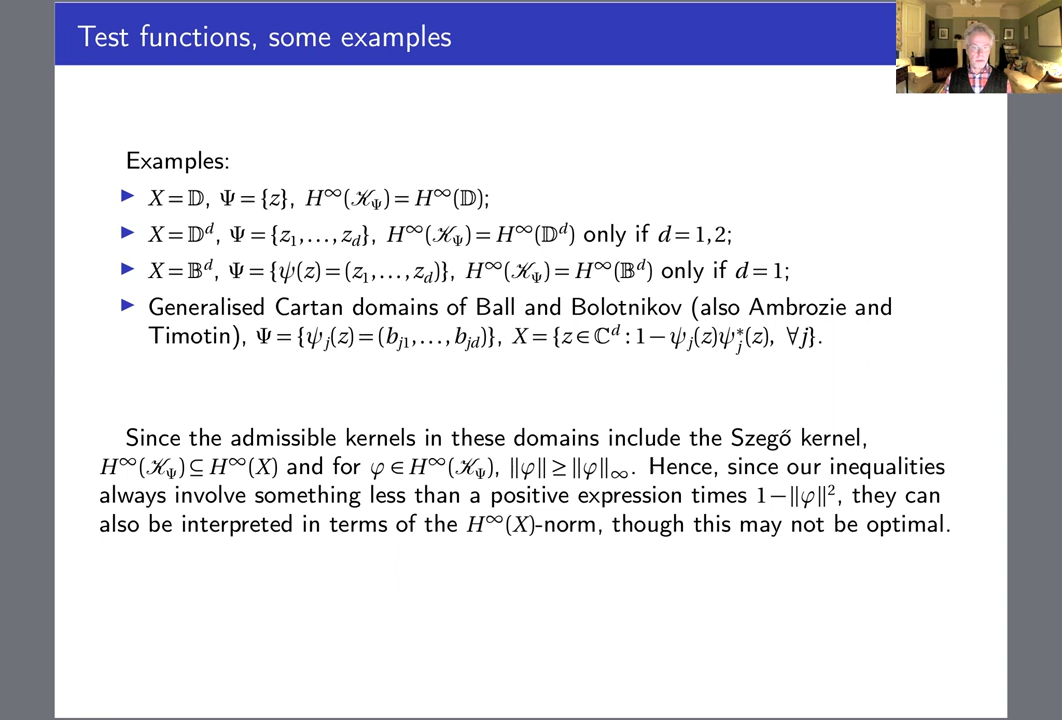 Test functions, some examples
Examples:
▶ X = 𝔻, Ψ = {z}, H^∞(𝒦_Ψ) = H^∞(𝔻);
▶ X = 𝔻^d, Ψ = {z_1,…,z_d}, H^∞(𝒦_Ψ) = H^∞(𝔻^d) only if d = 1,2;
▶ X = 𝔹^d, Ψ = {ψ(z) = (z_1,…,z_d)}, H^∞(𝒦_Ψ) = H^∞(𝔹^d) only if d = 1;
▶ Generalised Cartan domains of Ball and Bolotnikov (also Ambrozie and
Timotin), Ψ = {ψ_j(z) = (b_{j1},…,b_{jd})}, X = {z ∈ ℂ^d : 1 − ψ_j(z)ψ_j^*(z), ∀j}.
Since the admissible kernels in these domains include the Szegő kernel,
H^∞(𝒦_Ψ) ⊆ H^∞(X) and for φ ∈ H^∞(𝒦_Ψ), ‖φ‖ ≥ ‖φ‖_∞. Hence, since our inequalities
always involve something less than a positive expression times 1 − ‖φ‖², they can
also be interpreted in terms of the H^∞(X)-norm, though this may not be optimal.